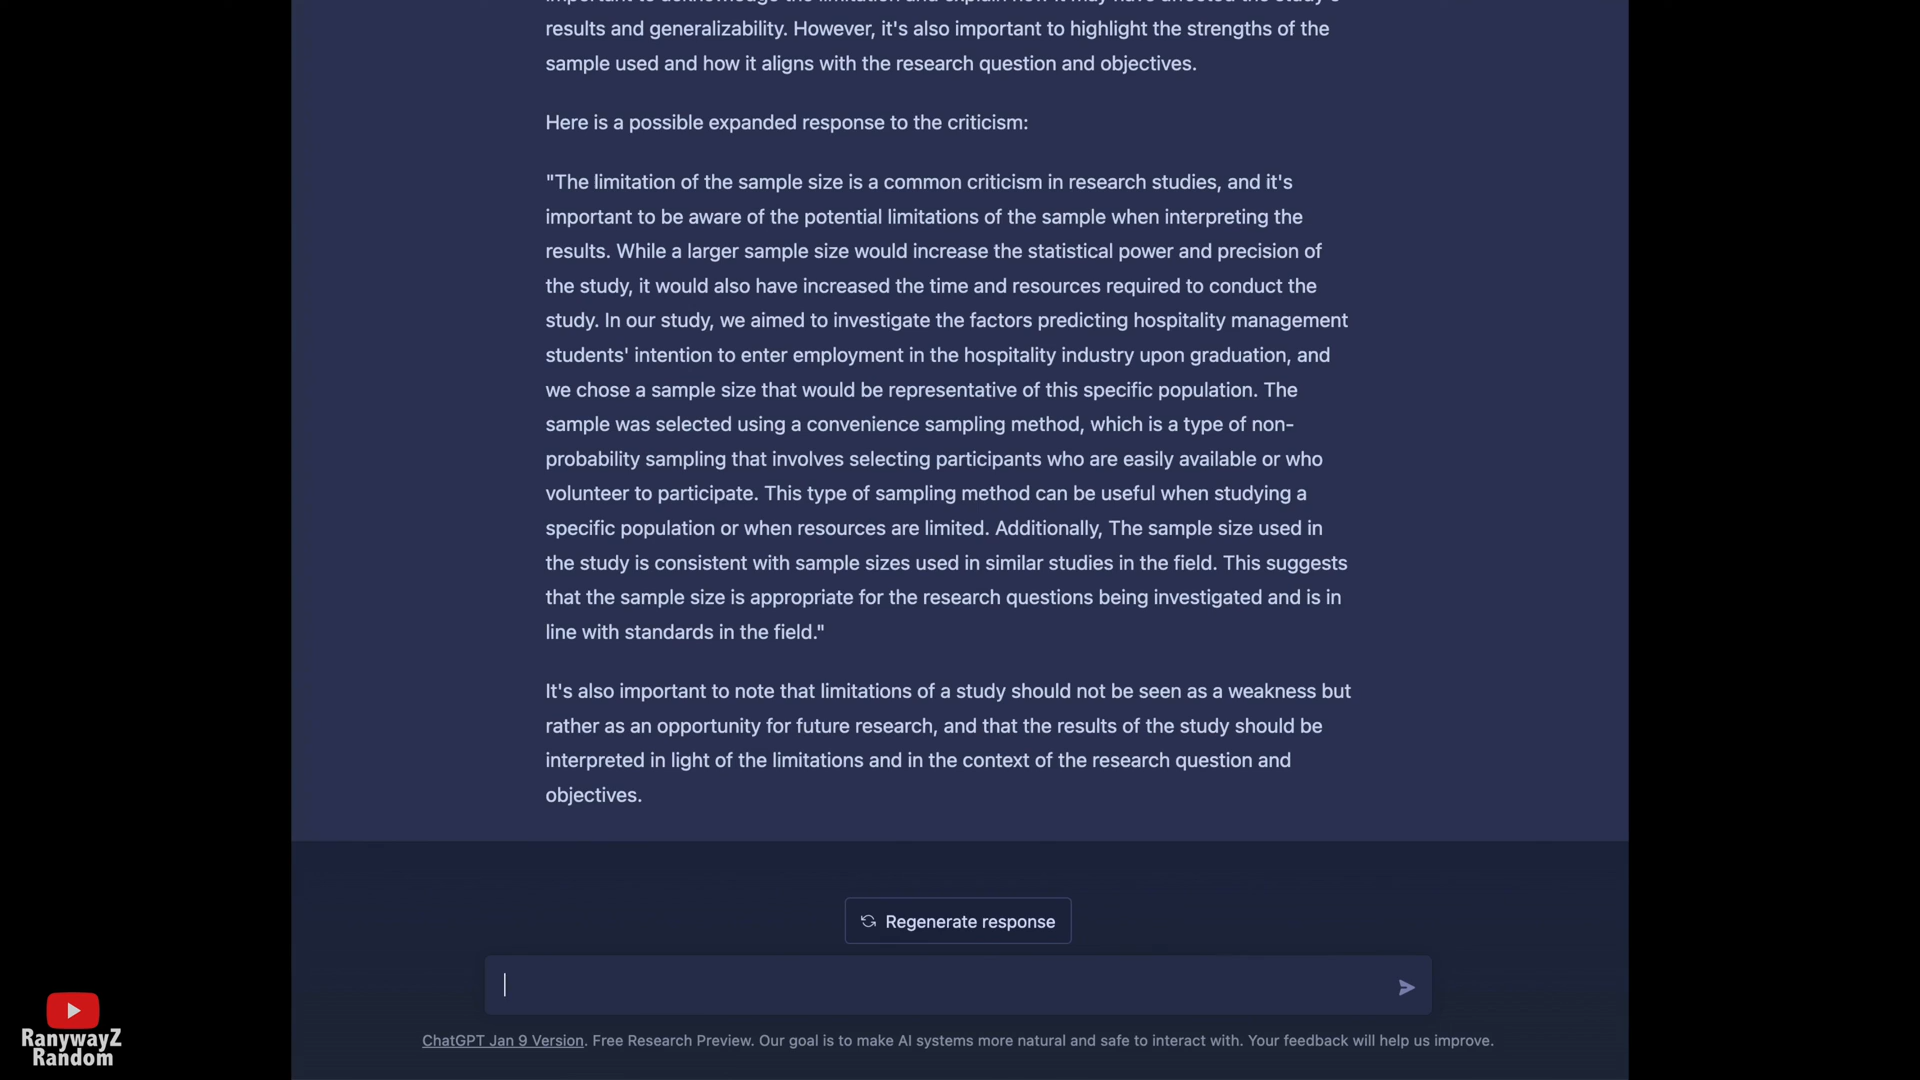 results and generalizability. However, it's also important to highlight the strengths of the
sample used and how it aligns with the research question and objectives.
Here is a possible expanded response to the criticism:
"The limitation of the sample size is a common criticism in research studies, and it's
important to be aware of the potential limitations of the sample when interpreting the
results. While a larger sample size would increase the statistical power and precision of
the study, it would also have increased the time and resources required to conduct the
study. In our study, we aimed to investigate the factors predicting hospitality management
students' intention to enter employment in the hospitality industry upon graduation, and
we chose a sample size that would be representative of this specific population. The
sample was selected using a convenience sampling method, which is a type of non-
probability sampling that involves selecting participants who are easily available or who
volunteer to participate. This type of sampling method can be useful when studying a
specific population or when resources are limited. Additionally, The sample size used in
the study is consistent with sample sizes used in similar studies in the field. This suggests
that the sample size is appropriate for the research questions being investigated and is in
line with standards in the field."
It's also important to note that limitations of a study should not be seen as a weakness but
rather as an opportunity for future research, and that the results of the study should be
interpreted in light of the limitations and in the context of the research question and
objectives.
Regenerate response
ChatGPT Jan 9 Version. Free Research Preview. Our goal is to make AI systems more natural and safe to interact with. Your feedback will help us improve.
RanywayZ
Random